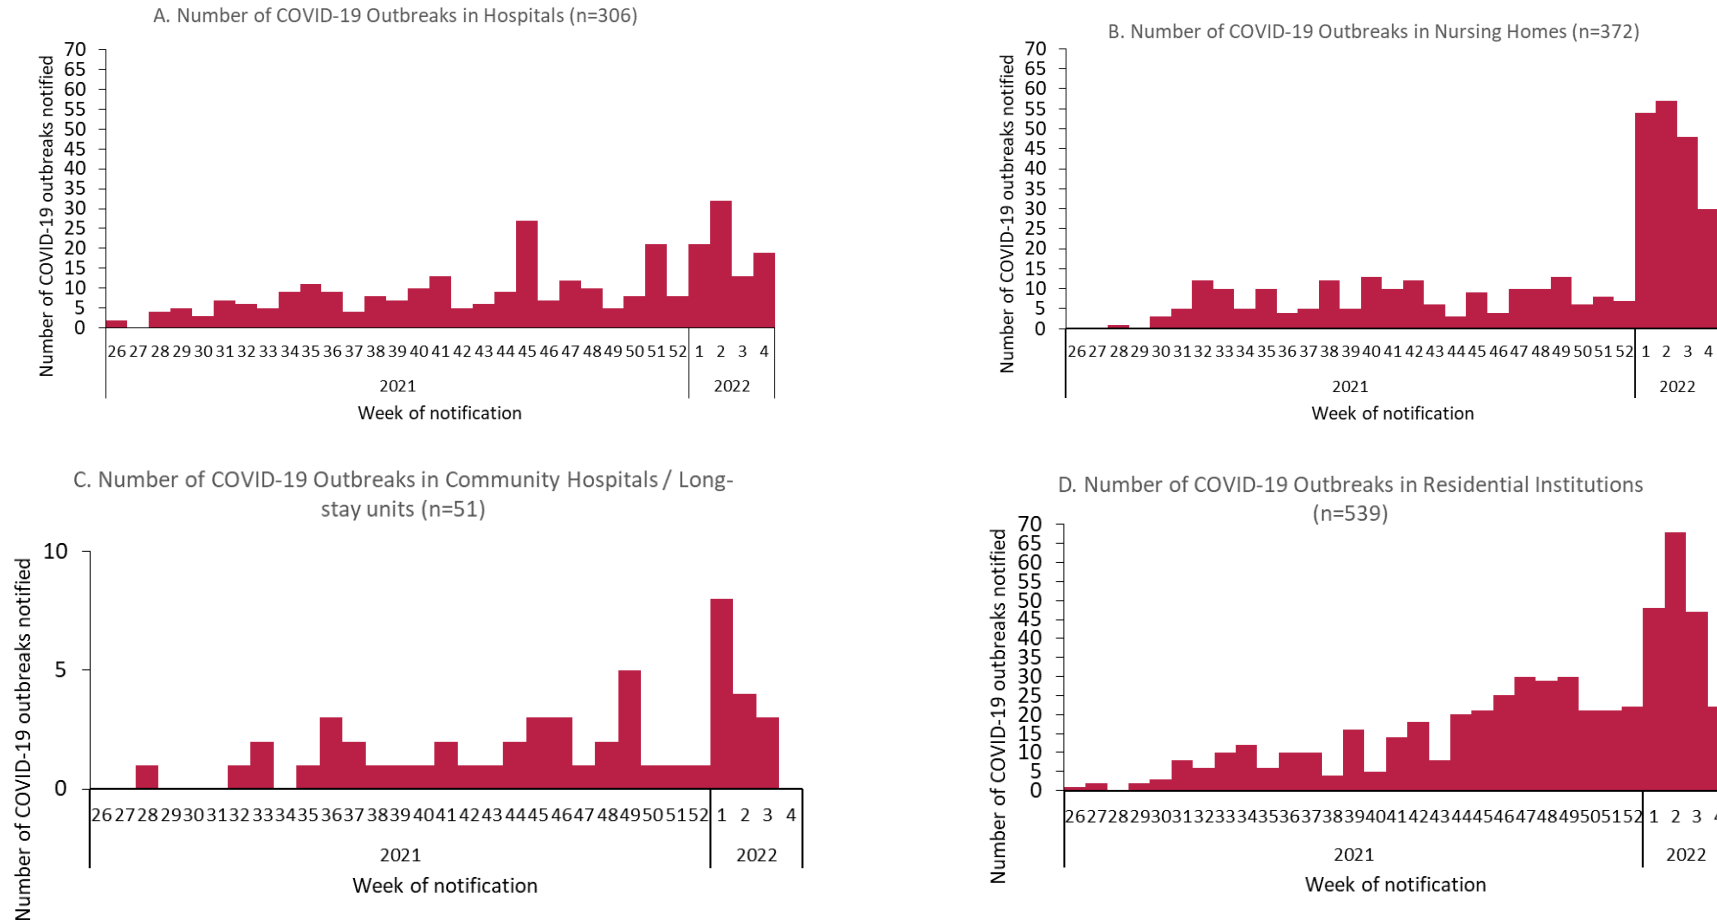 A. Number of COVID-19 Outbreaks in Hospitals (n=306)
Number of COVID-19 outbreaks notified
70
65
60
55
50
45
40
35
30
25
20
15
10
5
0
26 27 28 29 30 31 32 33 34 35 36 37 38 39 40 41 42 43 44 45 46 47 48 49 50 51 52 1 2 3 4
2021 2022
Week of notification
B. Number of COVID-19 Outbreaks in Nursing Homes (n=372)
Number of COVID-19 outbreaks notified
70
65
60
55
50
45
40
35
30
25
20
15
10
5
0
26 27 28 29 30 31 32 33 34 35 36 37 38 39 40 41 42 43 44 45 46 47 48 49 50 51 52 1 2 3 4
2021 2022
Week of notification
C. Number of COVID-19 Outbreaks in Community Hospitals / Long-
stay units (n=51)
Number of COVID-19 outbreaks notified
10
5
0
26 27 28 29 30 31 32 33 34 35 36 37 38 39 40 41 42 43 44 45 46 47 48 49 50 51 52 1 2 3 4
2021 2022
Week of notification
D. Number of COVID-19 Outbreaks in Residential Institutions
(n=539)
Number of COVID-19 outbreaks notified
70
65
60
55
50
45
40
35
30
25
20
15
10
5
0
26 27 28 29 30 31 32 33 34 35 36 37 38 39 40 41 42 43 44 45 46 47 48 49 50 51 52 1 2 3 4
2021 2022
Week of notification